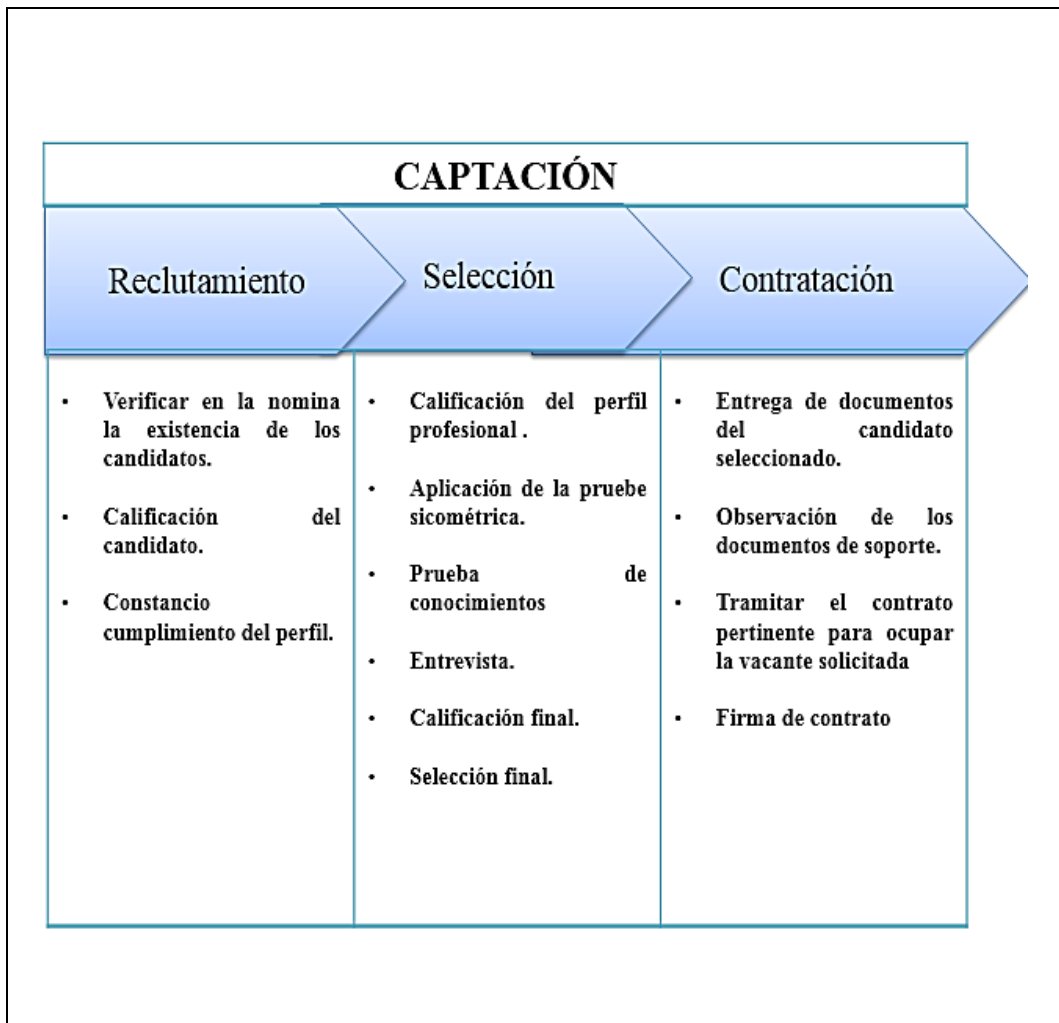 CAPTACIÓN
Reclutamiento
Selección
Contratación
• Verificar en la nomina
la existencia de los
candidatos.
• Calificación del
candidato.
• Constancio
cumplimiento del perfil.
• Calificación del perfil
profesional .
• Aplicación de la pruebe
sicométrica.
• Prueba de
conocimientos
• Entrevista.
• Calificación final.
• Selección final.
• Entrega de documentos
del candidato
seleccionado.
• Observación de los
documentos de soporte.
• Tramitar el contrato
pertinente para ocupar
la vacante solicitada
• Firma de contrato